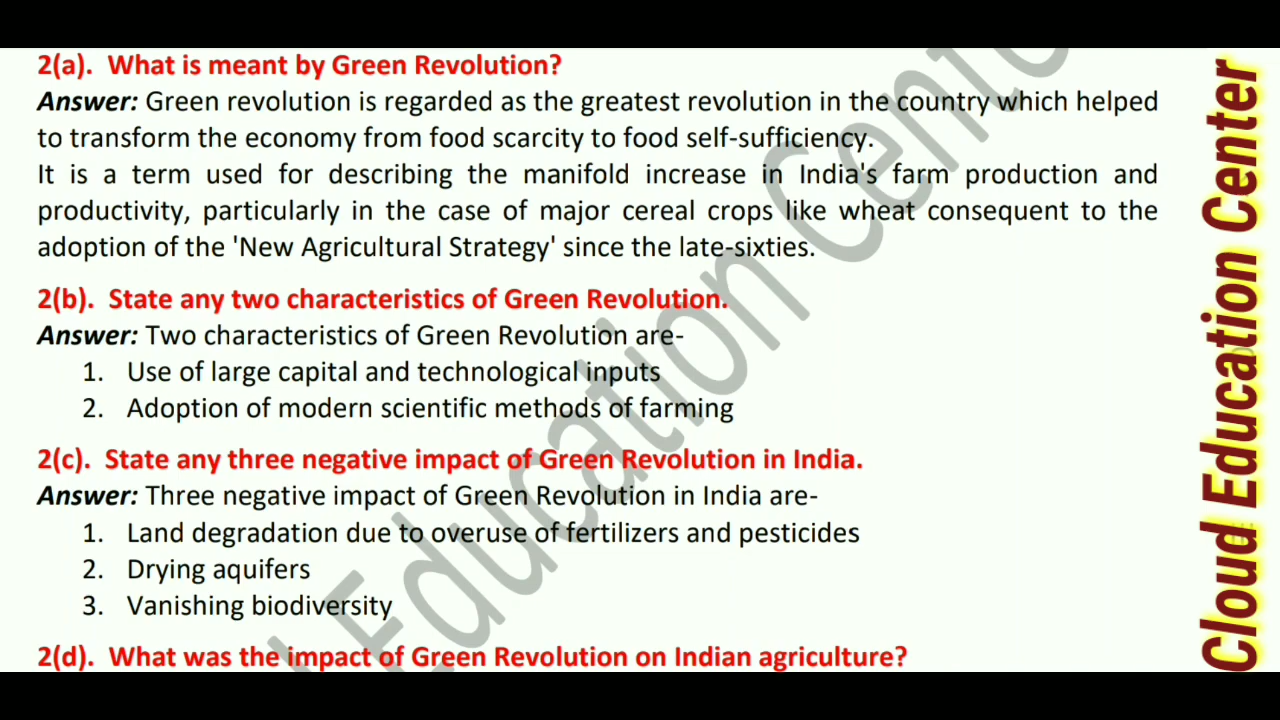 2(a). What is meant by Green Revolution?
Answer: Green revolution is regarded as the greatest revolution in the country which helped
to transform the economy from food scarcity to food self-sufficiency.
It is a term used for describing the manifold increase in India's farm production and
productivity, particularly in the case of major cereal crops like wheat consequent to the
adoption of the 'New Agricultural Strategy' since the late-sixties.
2(b). State any two characteristics of Green Revolution.
Answer: Two characteristics of Green Revolution are-
1. Use of large capital and technological inputs
2. Adoption of modern scientific methods of farming
2(c). State any three negative impact of Green Revolution in India.
Answer: Three negative impact of Green Revolution in India are-
1. Land degradation due to overuse of fertilizers and pesticides
2. Drying aquifers
3. Vanishing biodiversity
2(d). What was the impact of Green Revolution on Indian agriculture?
Cloud Education Center
d Education Cente